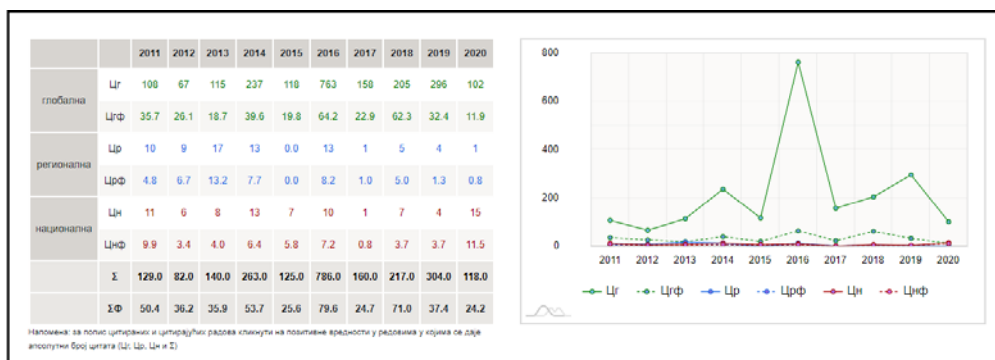 2011 2012 2013 2014 2015 2016 2017 2018 2019 2020
глобална
Цг 108 67 115 237 118 763 158 205 296 102
Цгф 35.7 26.1 18.7 39.6 19.8 64.2 22.9 62.3 32.4 11.9
регионална
Цр 10 9 17 13 0.0 13 1 5 4 1
Црф 4.8 6.7 13.2 7.7 0.0 8.2 1.0 5.0 1.3 0.8
национална
Цн 11 6 8 13 7 10 1 7 4 15
Цнф 9.9 3.4 4.0 6.4 5.8 7.2 0.8 3.7 3.7 11.5
Σ 129.0 82.0 140.0 263.0 125.0 786.0 160.0 217.0 304.0 118.0
ΣФ 50.4 36.2 35.9 53.7 25.6 79.6 24.7 71.0 37.4 24.2
Напомена: за попис цитираних и цитирајућих радова кликнути на позитивне вредности у редовима у којима се даје
апсолутни број цитата (Цг, Цр, Цн и Σ)
800
600
400
200
0
2011 2012 2013 2014 2015 2016 2017 2018 2019 2020
Цг Цгф Цр Црф Цн Цнф